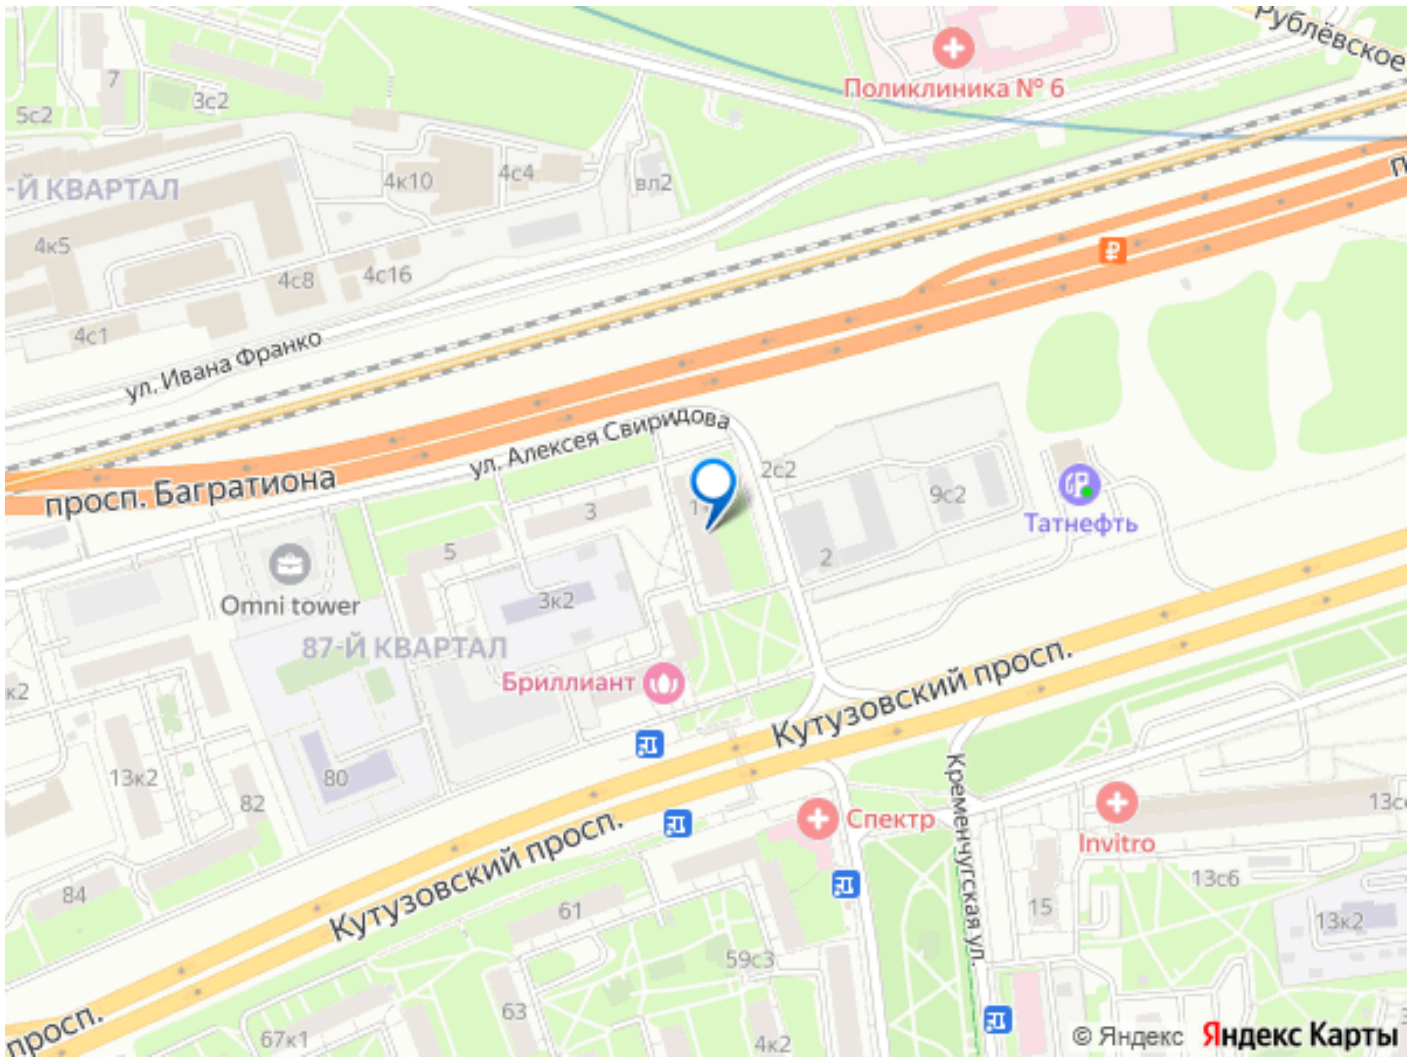 Рублёвское
Поликлиника № 6
7
3с2
5с2
-Й КВАРТАЛ
4к10
4с4
вл2
4к5
4с8
4с16
4с1
ул. Ивана Франко
ул. Алексея Свиридова
просп. Багратиона
2с2
9с2
Татнефть
3
5
2
Omni tower
3к2
87-Й КВАРТАЛ
к2
Бриллиант
Кутузовский просп.
13к2
80
82
84
Кутузовский просп.
Спектр
Кременчугская ул.
Invitro
13с6
15
13к2
61
59с3
63
67к1
4к2
просп.
© Яндекс Яндекс Карты